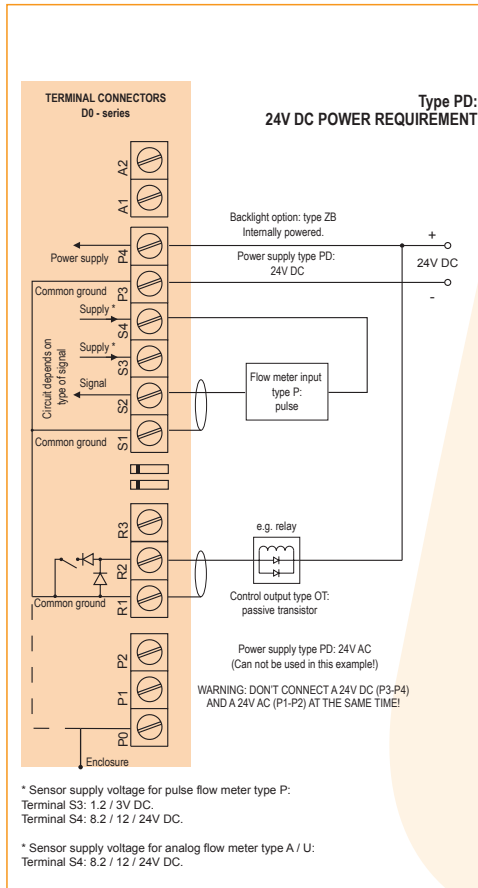 TERMINAL CONNECTORS
D0 - series
Type PD:
24V DC POWER REQUIREMENT
A2
A1
Backlight option: type ZB
Internally powered.
P4
Power supply
+
24V DC
-
Power supply type PD:
24V DC
P3
Common ground
Supply *
S4
Supply *
S3
Circuit depends on
type of signal
Signal
S2
Flow meter input
type P:
pulse
Common ground
S1
R3
e.g. relay
R2
Common ground
R1
Control output type OT:
passive transistor
P2
Power supply type PD: 24V AC
(Can not be used in this example!)
P1
WARNING: DON'T CONNECT A 24V DC (P3-P4)
AND A 24V AC (P1-P2) AT THE SAME TIME!
P0
Enclosure
* Sensor supply voltage for pulse flow meter type P:
Terminal S3: 1.2 / 3V DC.
Terminal S4: 8.2 / 12 / 24V DC.
* Sensor supply voltage for analog flow meter type A / U:
Terminal S4: 8.2 / 12 / 24V DC.